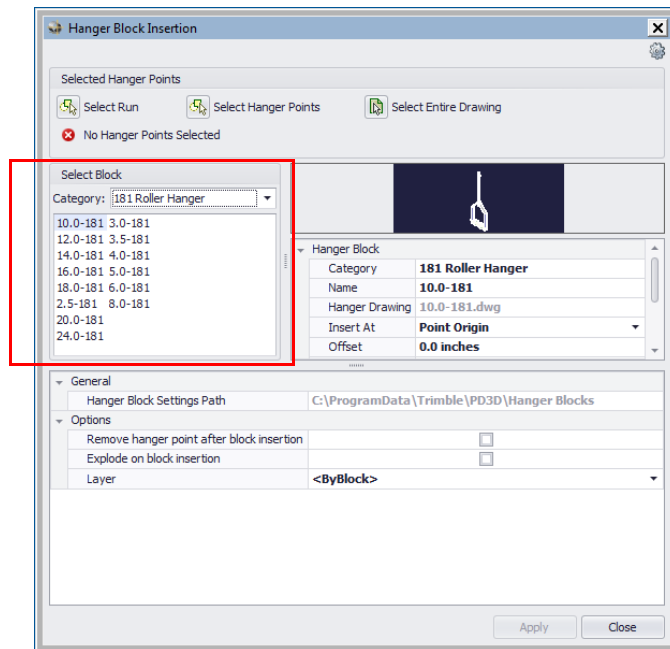 Hanger Block Insertion
Selected Hanger Points
Select Run Select Hanger Points Select Entire Drawing
No Hanger Points Selected
Select Block
Category: 181 Roller Hanger
10.0-181 3.0-181
12.0-181 3.5-181
14.0-181 4.0-181
16.0-181 5.0-181
18.0-181 6.0-181
2.5-181 8.0-181
20.0-181
24.0-181
Hanger Block
Category 181 Roller Hanger
Name 10.0-181
Hanger Drawing 10.0-181.dwg
Insert At Point Origin
Offset 0.0 inches
General
Hanger Block Settings Path C:\ProgramData\Trimble\PD3D\Hanger Blocks
Options
Remove hanger point after block insertion
Explode on block insertion
Layer <ByBlock>
Apply Close